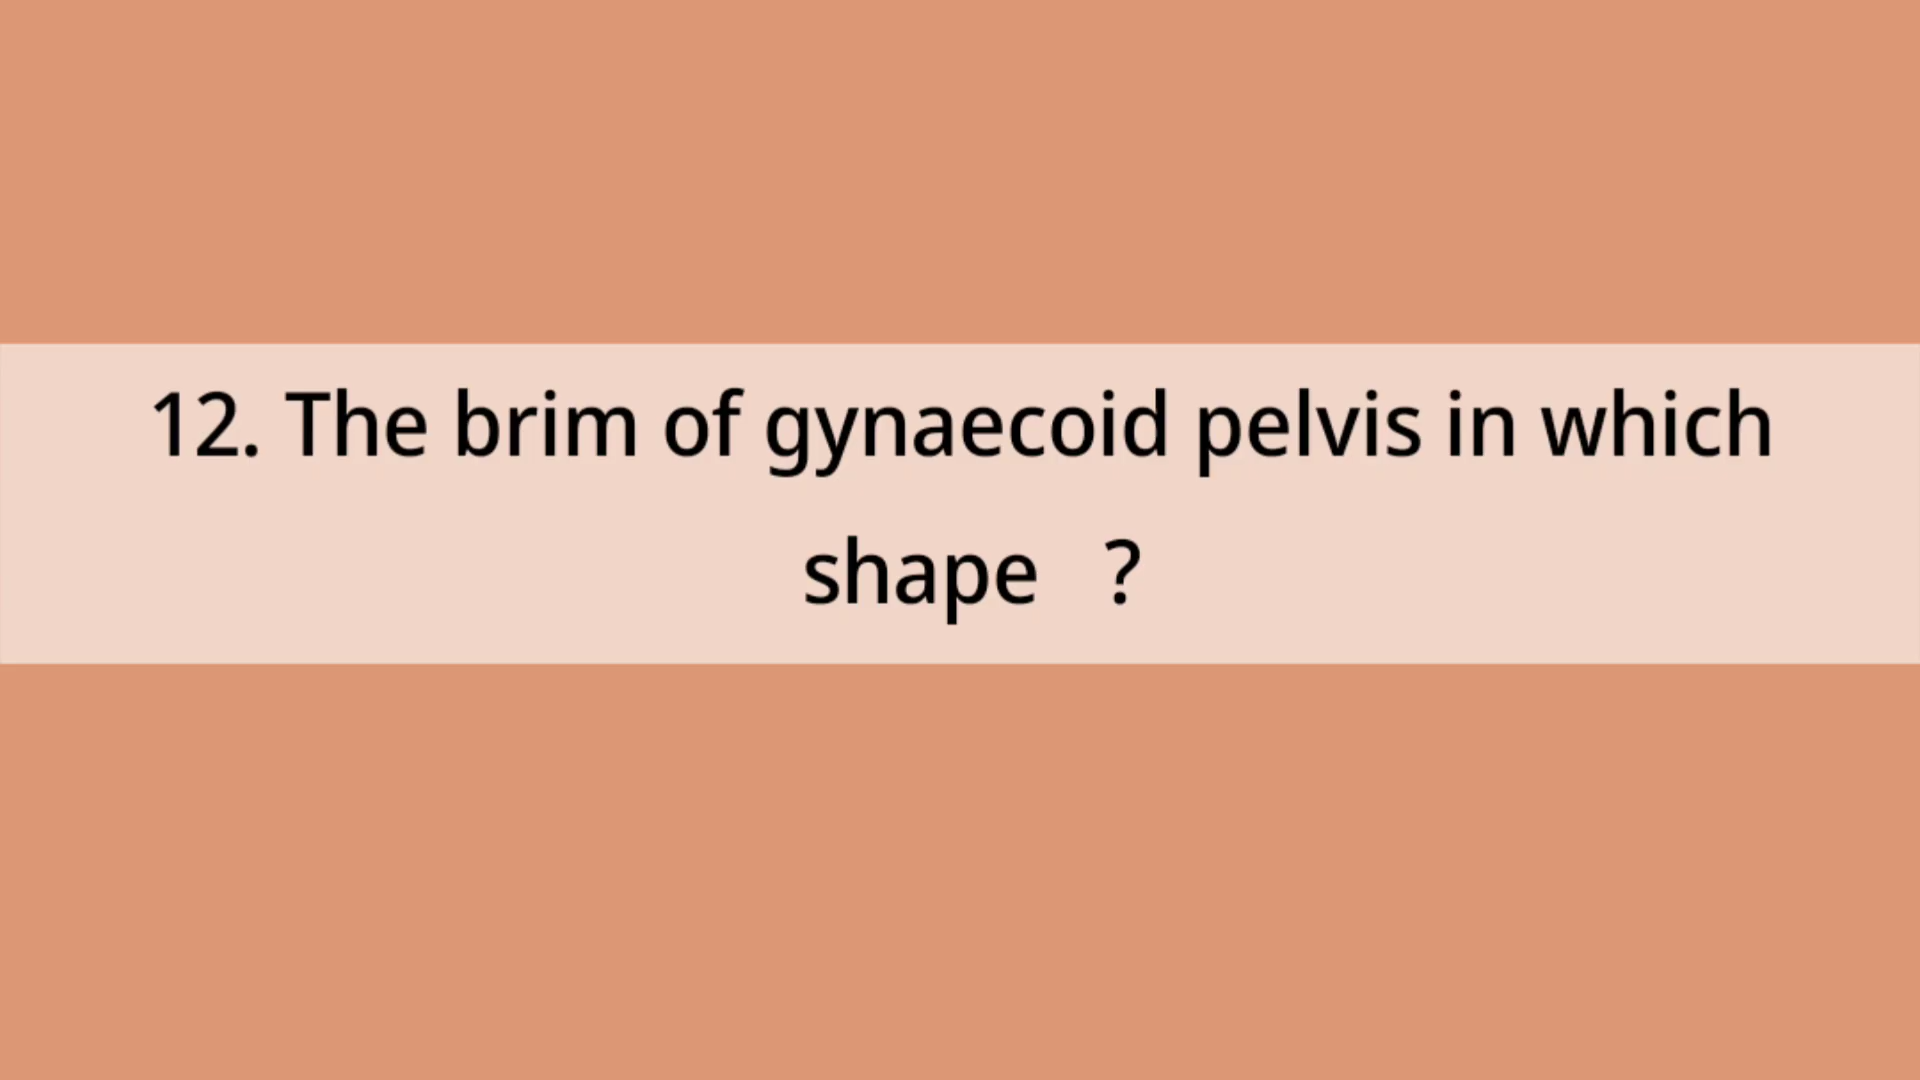 12. The brim of gynaecoid pelvis in which
shape ?